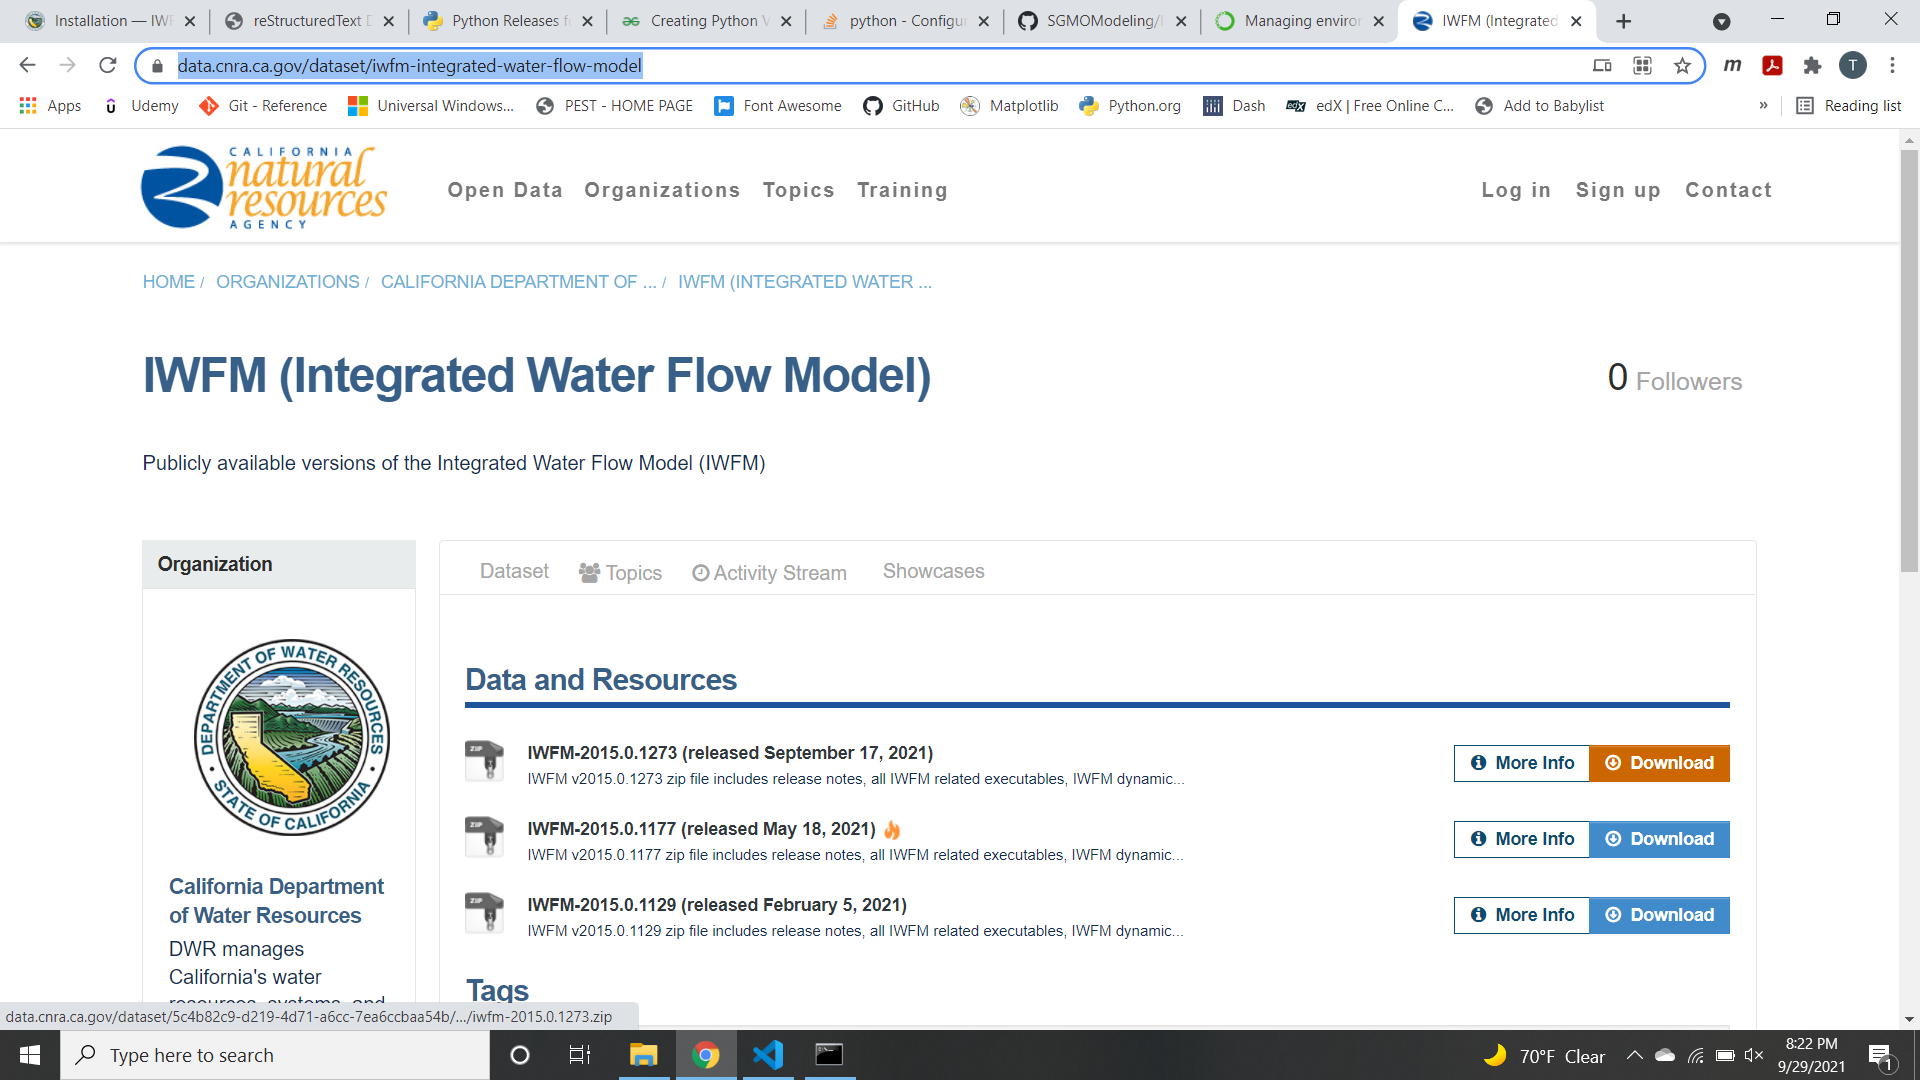 Installation — IWF
reStructuredText D
Python Releases f
Creating Python V
python - Configur
SGMOModeling/I
Managing enviror
IWFM (Integrated
data.cnra.ca.gov/dataset/iwfm-integrated-water-flow-model
m
T
Apps
Udemy
Git - Reference
Universal Windows...
PEST - HOME PAGE
Font Awesome
GitHub
Matplotlib
Python.org
Dash
edX | Free Online C...
Add to Babylist
»
Reading list
CALIFORNIA
natural
resources
AGENCY
Open Data
Organizations
Topics
Training
Log in
Sign up
Contact
HOME / ORGANIZATIONS / CALIFORNIA DEPARTMENT OF ... / IWFM (INTEGRATED WATER ...
IWFM (Integrated Water Flow Model)
0 Followers
Publicly available versions of the Integrated Water Flow Model (IWFM)
Organization
DEPARTMENT OF WATER RESOURCES
STATE OF CALIFORNIA
California Department
of Water Resources
DWR manages
California's water
resources, systems, and
Dataset
Topics
Activity Stream
Showcases
Data and Resources
ZIP
IWFM-2015.0.1273 (released September 17, 2021)
IWFM v2015.0.1273 zip file includes release notes, all IWFM related executables, IWFM dynamic...
More Info
Download
ZIP
IWFM-2015.0.1177 (released May 18, 2021)
IWFM v2015.0.1177 zip file includes release notes, all IWFM related executables, IWFM dynamic...
More Info
Download
ZIP
IWFM-2015.0.1129 (released February 5, 2021)
IWFM v2015.0.1129 zip file includes release notes, all IWFM related executables, IWFM dynamic...
More Info
Download
Tags
data.cnra.ca.gov/dataset/5c4b82c9-d219-4d71-a6cc-7ea6ccbaa54b/.../iwfm-2015.0.1273.zip
Type here to search
70°F Clear
8:22 PM
9/29/2021
1